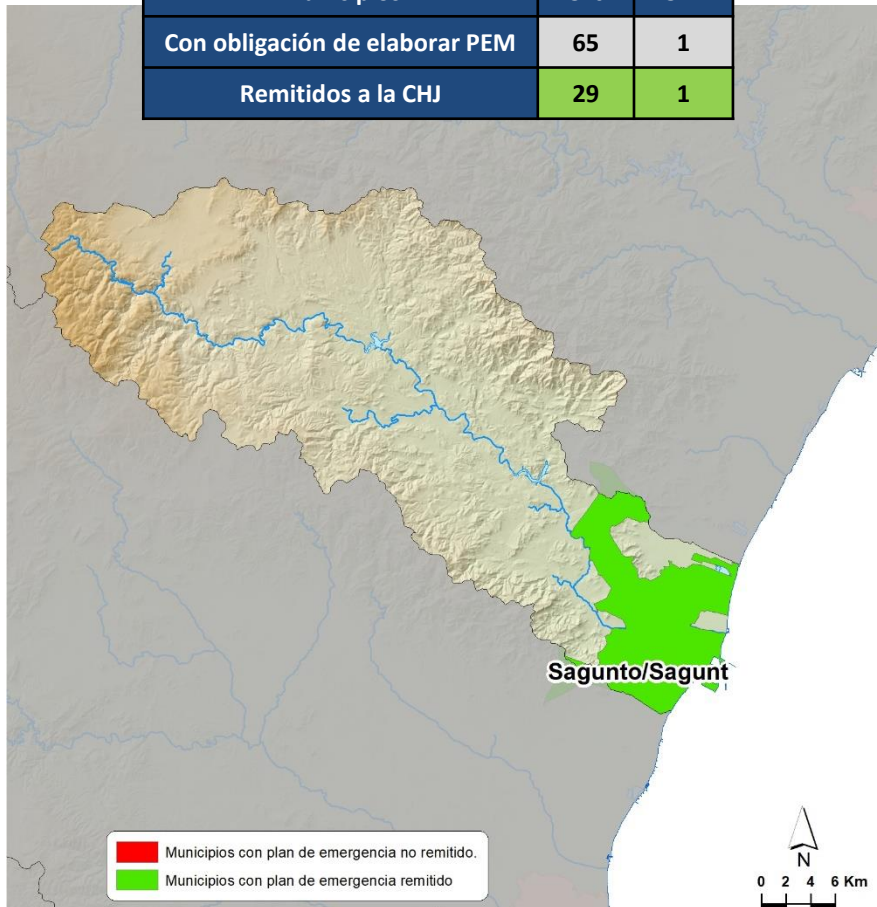 Con obligación de elaborar PEM 65 1
Remitidos a la CHJ 29 1
Sagunto/Sagunt
Municipios con plan de emergencia no remitido.
Municipios con plan de emergencia remitido
N
0 2 4 6 Km